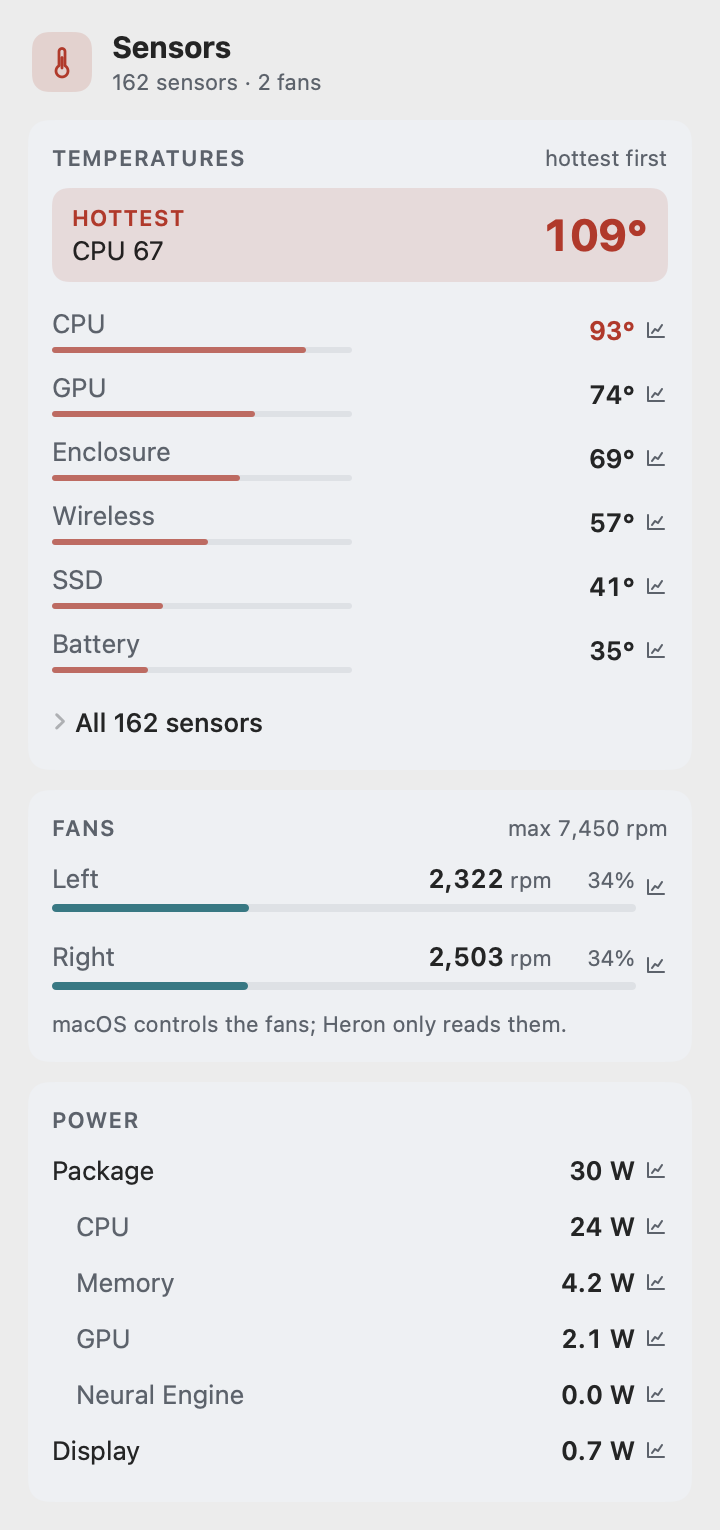 Sensors
162 sensors · 2 fans
TEMPERATURES hottest first
HOTTEST
CPU 67 109°
CPU 93°
GPU 74°
Enclosure 69°
Wireless 57°
SSD 41°
Battery 35°
All 162 sensors
FANS max 7,450 rpm
Left 2,322 rpm 34%
Right 2,503 rpm 34%
macOS controls the fans; Heron only reads them.
POWER
Package 30 W
CPU 24 W
Memory 4.2 W
GPU 2.1 W
Neural Engine 0.0 W
Display 0.7 W